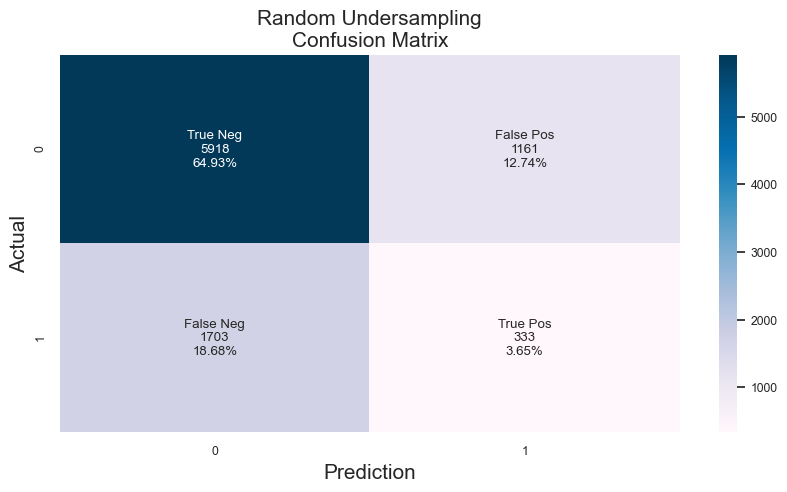 Random Undersampling
Confusion Matrix
True Neg
5918
64.93%
False Pos
1161
12.74%
False Neg
1703
18.68%
True Pos
333
3.65%
0
1
Actual
0
1
Prediction
5000
4000
3000
2000
1000